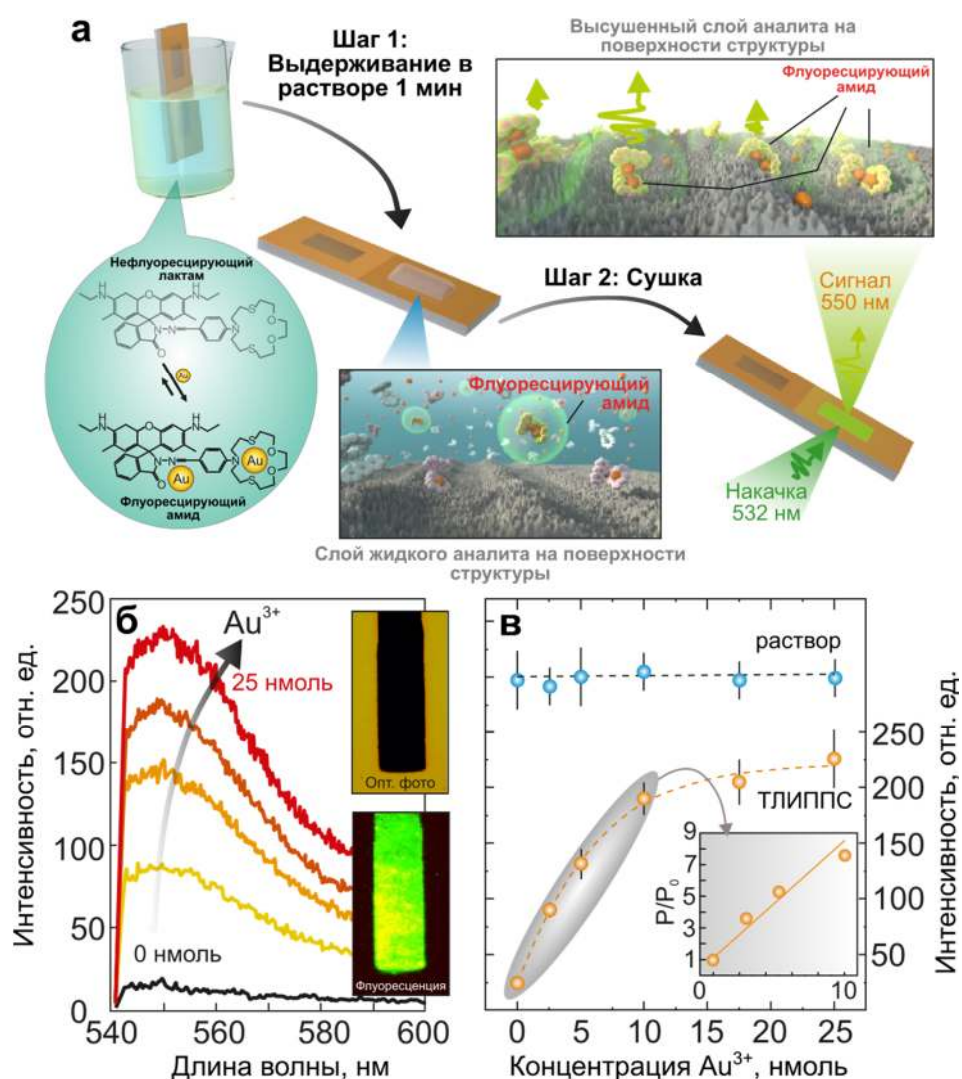 а
Шаг 1:
Выдерживание в
растворе 1 мин
Высушенный слой аналита на
поверхности структуры
Флуоресцирующий
амид
Нефлуоресцирующий
лактам
H
N
O
H
N
N-N
O
N
S
O
O
S
Au
H
N
O
H
N
N-N
O
N
S
O
O
S
Au
Au
Флуоресцирующий
амид
Шаг 2: Сушка
Флуоресцирующий
амид
Слой жидкого аналита на поверхности
структуры
Сигнал
550 нм
Накачка
532 нм
б
Au³⁺
25 нмоль
0 нмоль
Опт. фото
Флуоресценция
250
200
150
100
50
0
Интенсивность, отн. ед.
540 560 580 600
Длина волны, нм
в
раствор
ТЛИППС
250
200
150
100
50
Интенсивность, отн. ед.
9
7
5
3
1
P/P₀
0 10
0 5 10 15 20 25
Концентрация Au³⁺, нмоль